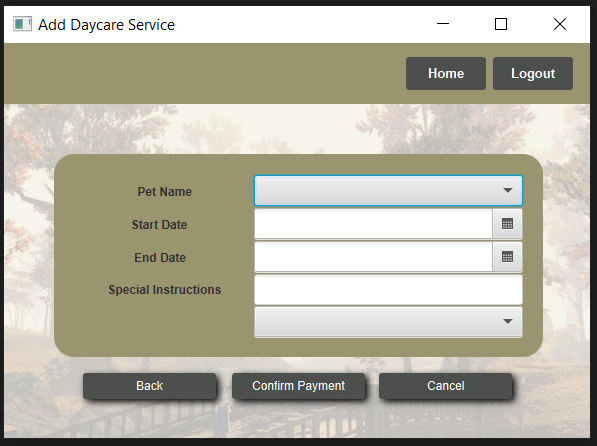 Add Daycare Service
Home Logout
Pet Name
Start Date
End Date
Special Instructions
Back Confirm Payment Cancel